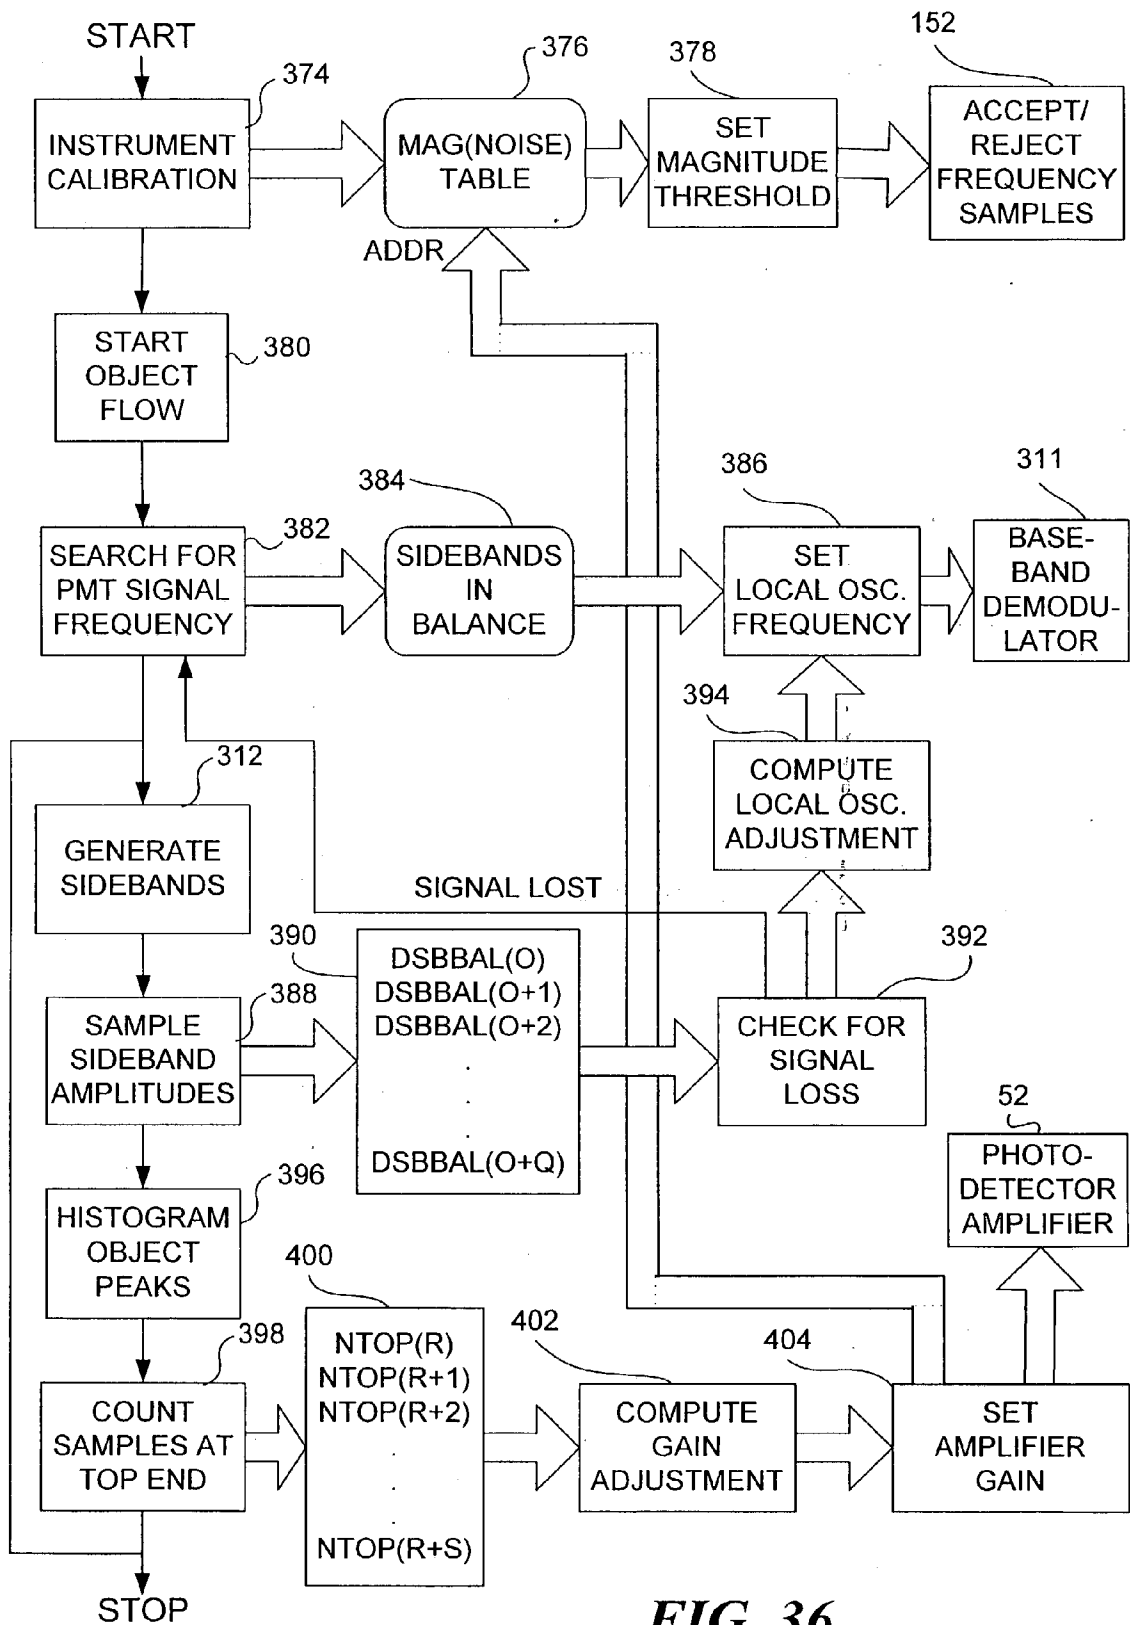 START
374
INSTRUMENT
CALIBRATION
376
MAG(NOISE)
TABLE
378
SET
MAGNITUDE
THRESHOLD
152
ACCEPT/
REJECT
FREQUENCY
SAMPLES
ADDR
START
OBJECT
FLOW
380
382
SEARCH FOR
PMT SIGNAL
FREQUENCY
384
SIDEBANDS
IN
BALANCE
386
SET
LOCAL OSC.
FREQUENCY
311
BASE-
BAND
DEMODU-
LATOR
394
COMPUTE
LOCAL OSC.
ADJUSTMENT
312
GENERATE
SIDEBANDS
SIGNAL LOST
388
SAMPLE
SIDEBAND
AMPLITUDES
390
DSBBAL(O)
DSBBAL(O+1)
DSBBAL(O+2)
.
.
.
DSBBAL(O+Q)
392
CHECK FOR
SIGNAL
LOSS
52
PHOTO-
DETECTOR
AMPLIFIER
396
HISTOGRAM
OBJECT
PEAKS
398
COUNT
SAMPLES AT
TOP END
400
NTOP(R)
NTOP(R+1)
NTOP(R+2)
.
.
.
NTOP(R+S)
402
COMPUTE
GAIN
ADJUSTMENT
404
SET
AMPLIFIER
GAIN
STOP
FIG. 36